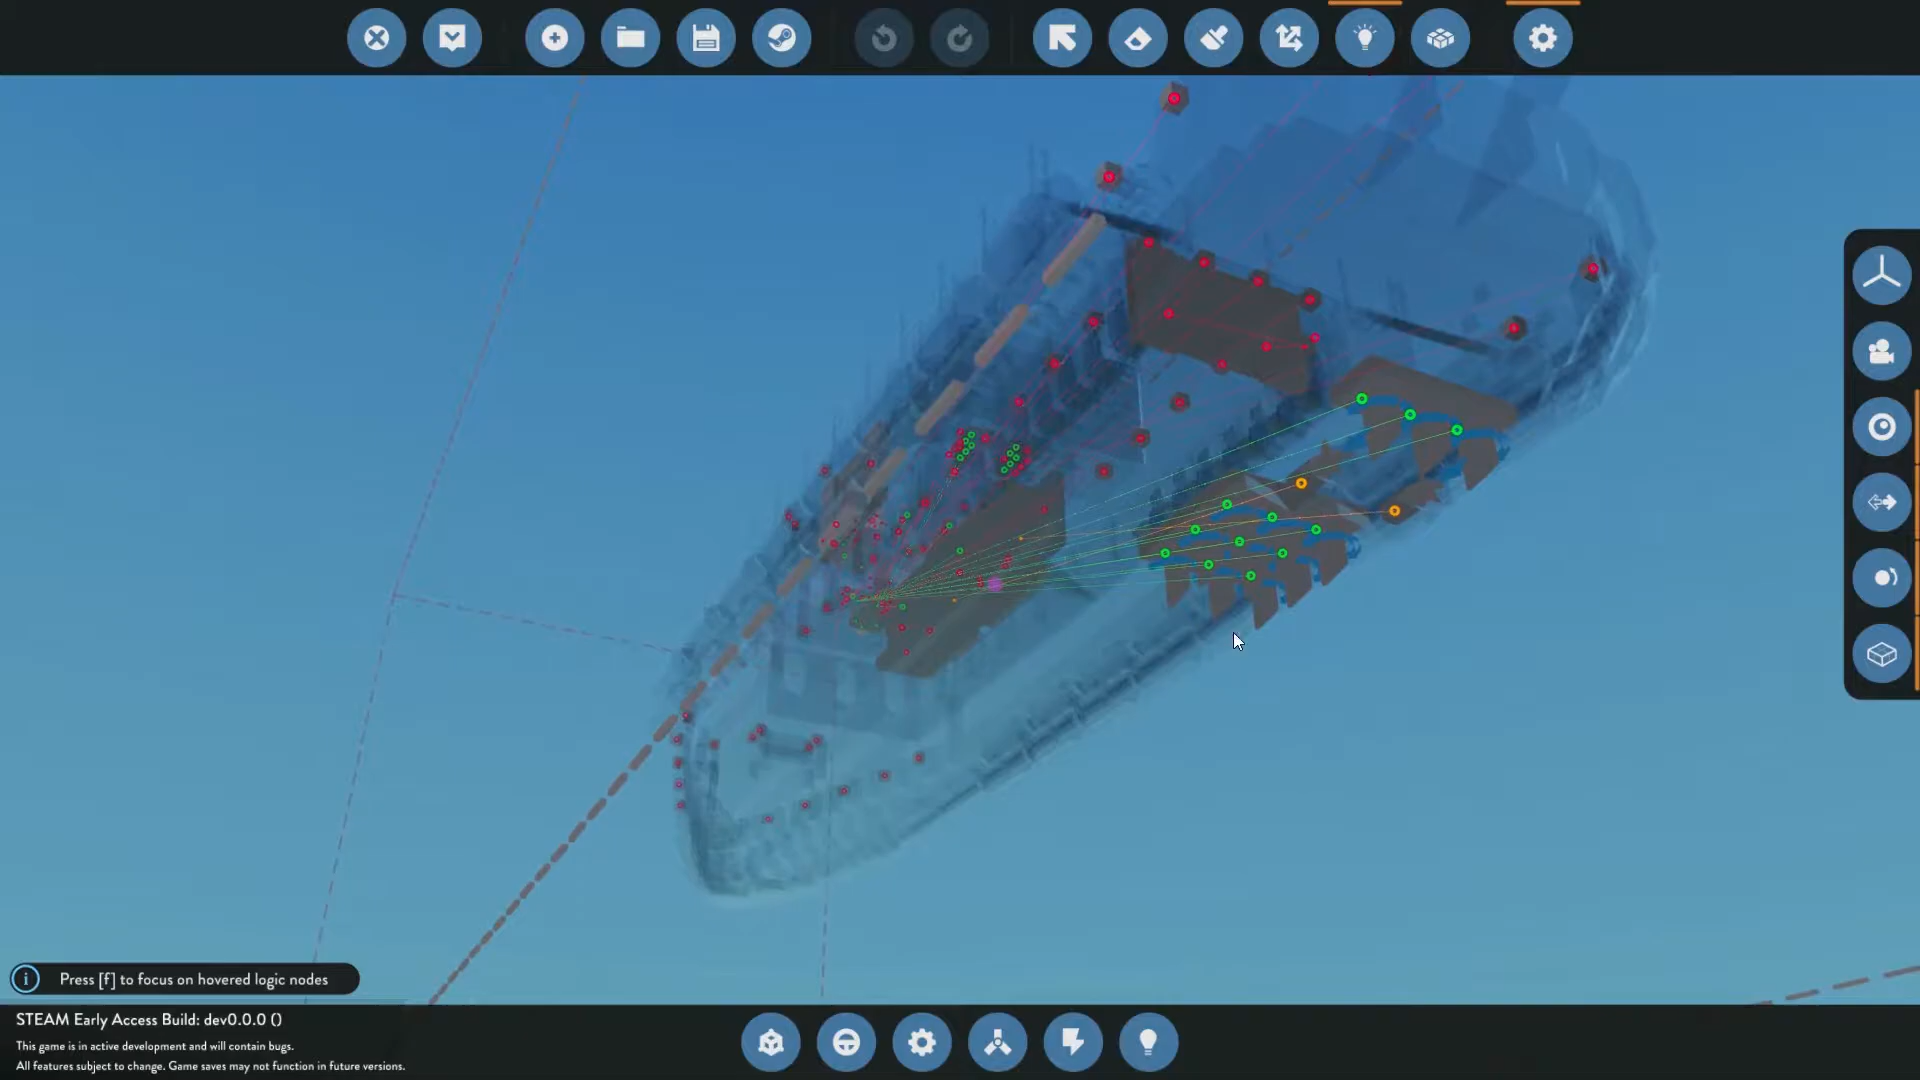 Press [f] to focus on hovered logic nodes
STEAM Early Access Build: dev0.0.0 ()
This game is in active development and will contain bugs.
All features subject to change. Game saves may not function in future versions.